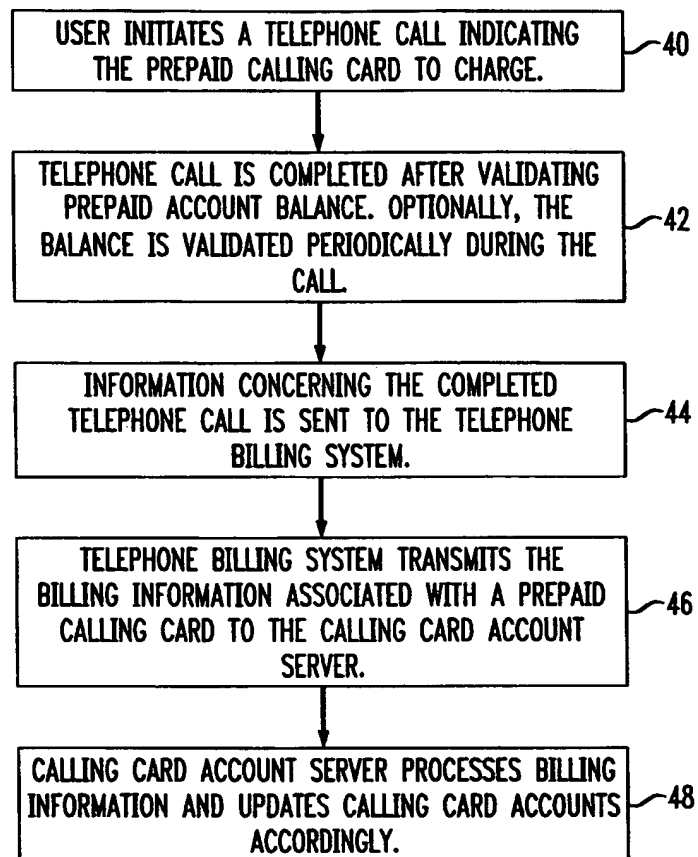 USER INITIATES A TELEPHONE CALL INDICATING
THE PREPAID CALLING CARD TO CHARGE.
40
TELEPHONE CALL IS COMPLETED AFTER VALIDATING
PREPAID ACCOUNT BALANCE. OPTIONALLY, THE
BALANCE IS VALIDATED PERIODICALLY DURING THE
CALL.
42
INFORMATION CONCERNING THE COMPLETED
TELEPHONE CALL IS SENT TO THE TELEPHONE
BILLING SYSTEM.
44
TELEPHONE BILLING SYSTEM TRANSMITS THE
BILLING INFORMATION ASSOCIATED WITH A PREPAID
CALLING CARD TO THE CALLING CARD ACCOUNT
SERVER.
46
CALLING CARD ACCOUNT SERVER PROCESSES BILLING
INFORMATION AND UPDATES CALLING CARD ACCOUNTS
ACCORDINGLY.
48